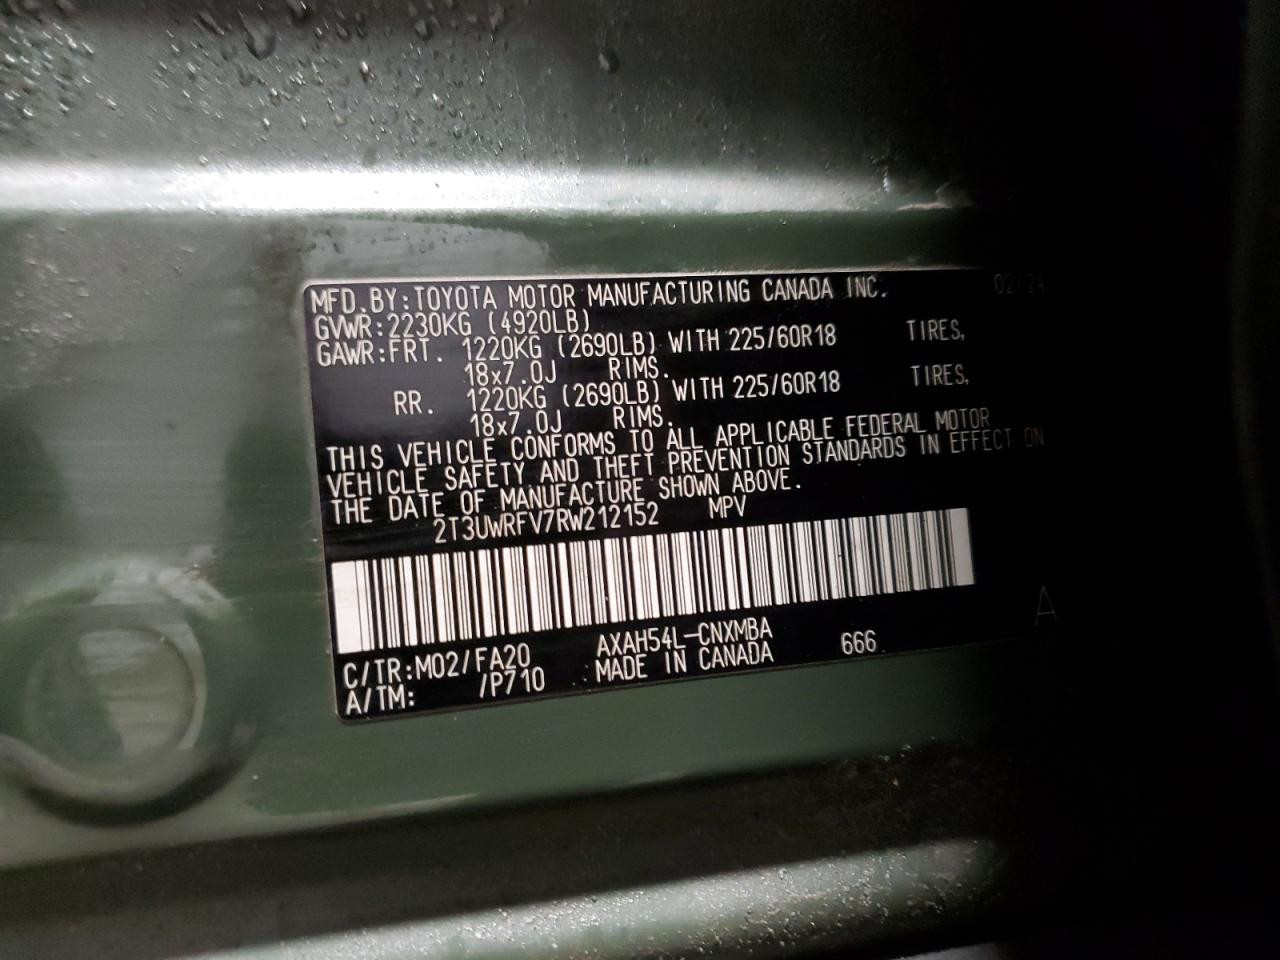 MFD.BY:TOYOTA MOTOR MANUFACTURING CANADA INC. 02/24
GVWR:2230KG (4920LB)
GAWR:FRT. 1220KG (2690LB) WITH 225/60R18 TIRES,
18x7.0J RIMS.
RR. 1220KG (2690LB) WITH 225/60R18 TIRES,
18x7.0J RIMS.
THIS VEHICLE CONFORMS TO ALL APPLICABLE FEDERAL MOTOR
VEHICLE SAFETY AND THEFT PREVENTION STANDARDS IN EFFECT ON
THE DATE OF MANUFACTURE SHOWN ABOVE.
2T3UWRFV7RW212152 MPV
A
C/TR:M02/FA20 AXAH54L-CNXMBA 666
A/TM: /P710 MADE IN CANADA